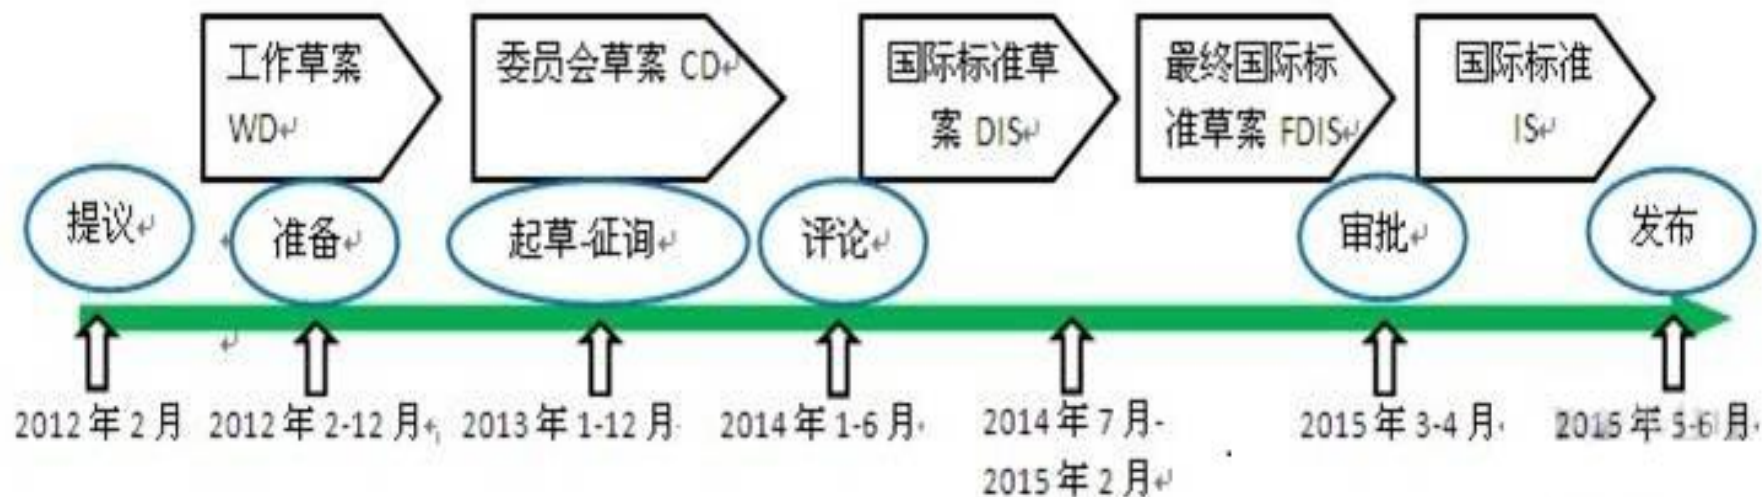 工作草案
WD
委员会草案 CD
国际标准草
案 DIS
最终国际标
准草案 FDIS
国际标准
IS
提议
准备
起草-征询
评论
审批
发布
2012 年 2 月
2012 年 2-12 月
2013 年 1-12 月
2014 年 1-6 月
2014 年 7 月-
2015 年 2 月
2015 年 3-4 月
2015 年 5-6 月